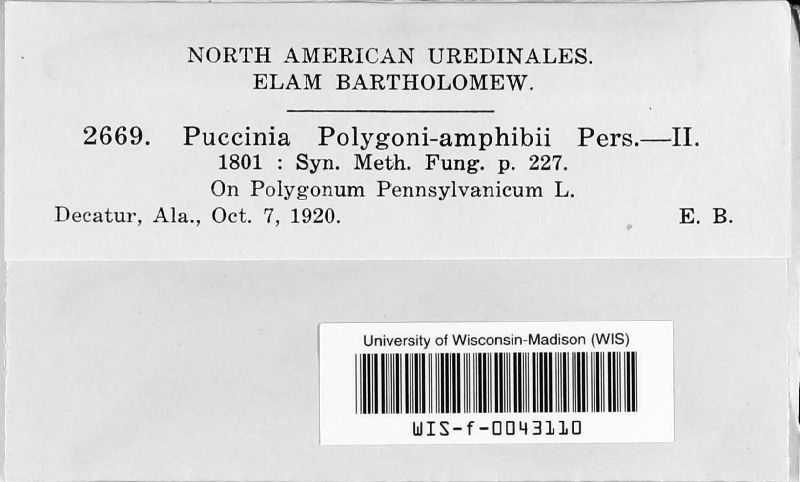 NORTH AMERICAN UREDINALES.
ELAM BARTHOLOMEW.
2669. Puccinia Polygoni-amphibii Pers.—II.
1801 : Syn. Meth. Fung. p. 227.
On Polygonum Pennsylvanicum L.
Decatur, Ala., Oct. 7, 1920. E. B.
University of Wisconsin-Madison (WIS)
WIS-f-0043110